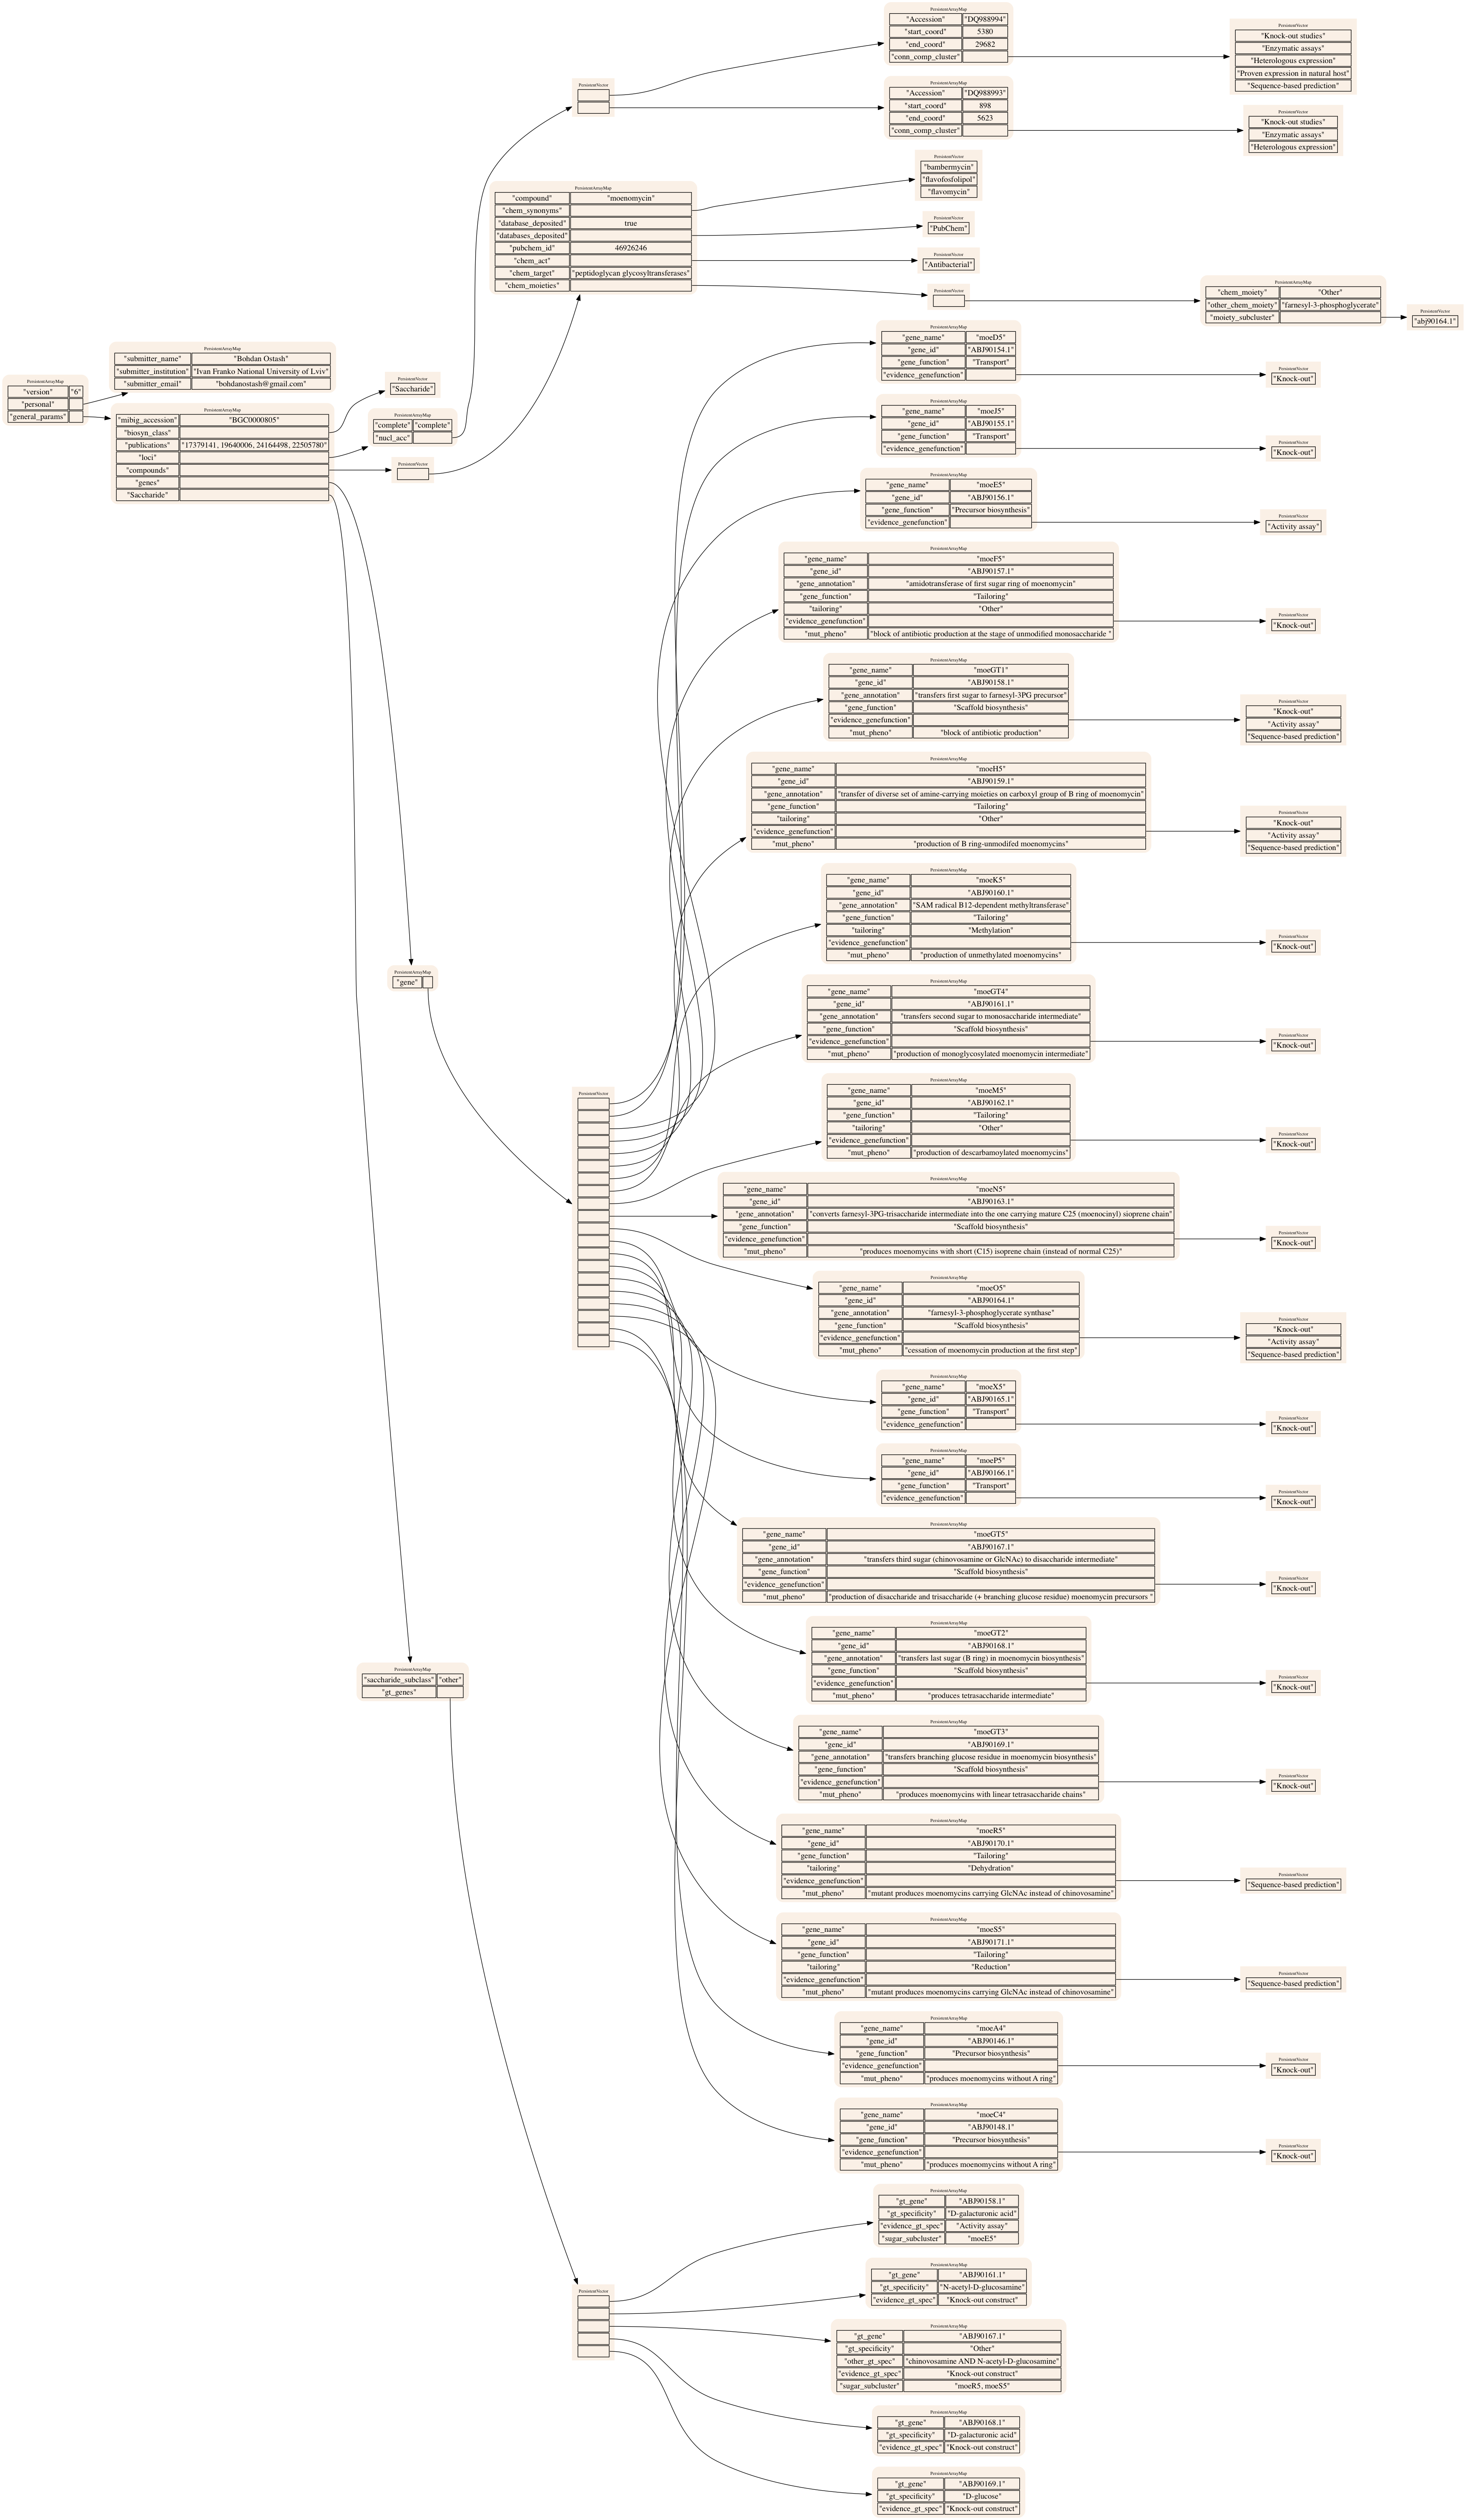 PersistentArrayMap
"version" "6"
"personal"
"general_params"
PersistentArrayMap
"submitter_name" "Bohdan Ostash"
"submitter_institution" "Ivan Franko National University of Lviv"
"submitter_email" "bohdanostash@gmail.com"
PersistentArrayMap
"mibig_accession" "BGC0000805"
"biosyn_class"
"publications" "17379141, 19640006, 24164498, 22505780"
"loci"
"compounds"
"genes"
"Saccharide"
PersistentVector
"Saccharide"
PersistentArrayMap
"complete" "complete"
"nucl_acc"
PersistentVector
PersistentVector
PersistentArrayMap
"Accession" "DQ988994"
"start_coord" 5380
"end_coord" 29682
"conn_comp_cluster"
PersistentVector
"Knock-out studies"
"Enzymatic assays"
"Heterologous expression"
"Proven expression in natural host"
"Sequence-based prediction"
PersistentArrayMap
"Accession" "DQ988993"
"start_coord" 898
"end_coord" 5623
"conn_comp_cluster"
PersistentVector
"Knock-out studies"
"Enzymatic assays"
"Heterologous expression"
PersistentArrayMap
"compound" "moenomycin"
"chem_synonyms"
"database_deposited" true
"databases_deposited"
"pubchem_id" 46926246
"chem_act"
"chem_target" "peptidoglycan glycosyltransferases"
"chem_moieties"
PersistentVector
"bambermycin"
"flavofosfolipol"
"flavomycin"
PersistentVector
"PubChem"
PersistentVector
"Antibacterial"
PersistentVector
PersistentArrayMap
"chem_moiety" "Other"
"other_chem_moiety" "farnesyl-3-phosphoglycerate"
"moiety_subcluster"
PersistentVector
"abj90164.1"
PersistentArrayMap
"gene"
PersistentVector
PersistentArrayMap
"gene_name" "moeD5"
"gene_id" "ABJ90154.1"
"gene_function" "Transport"
"evidence_genefunction"
PersistentVector
"Knock-out"
PersistentArrayMap
"gene_name" "moeJ5"
"gene_id" "ABJ90155.1"
"gene_function" "Transport"
"evidence_genefunction"
PersistentVector
"Knock-out"
PersistentArrayMap
"gene_name" "moeE5"
"gene_id" "ABJ90156.1"
"gene_function" "Precursor biosynthesis"
"evidence_genefunction"
PersistentVector
"Activity assay"
PersistentArrayMap
"gene_name" "moeF5"
"gene_id" "ABJ90157.1"
"gene_annotation" "amidotransferase of first sugar ring of moenomycin"
"gene_function" "Tailoring"
"tailoring" "Other"
"evidence_genefunction"
"mut_pheno" "block of antibiotic production at the stage of unmodified monosaccharide "
PersistentVector
"Knock-out"
PersistentArrayMap
"gene_name" "moeGT1"
"gene_id" "ABJ90158.1"
"gene_annotation" "transfers first sugar to farnesyl-3PG precursor"
"gene_function" "Scaffold biosynthesis"
"evidence_genefunction"
"mut_pheno" "block of antibiotic production"
PersistentVector
"Knock-out"
"Activity assay"
"Sequence-based prediction"
PersistentArrayMap
"gene_name" "moeH5"
"gene_id" "ABJ90159.1"
"gene_annotation" "transfer of diverse set of amine-carrying moieties on carboxyl group of B ring of moenomycin"
"gene_function" "Tailoring"
"tailoring" "Other"
"evidence_genefunction"
"mut_pheno" "production of B ring-unmodifed moenomycins"
PersistentVector
"Knock-out"
"Activity assay"
"Sequence-based prediction"
PersistentArrayMap
"gene_name" "moeK5"
"gene_id" "ABJ90160.1"
"gene_annotation" "SAM radical B12-dependent methyltransferase"
"gene_function" "Tailoring"
"tailoring" "Methylation"
"evidence_genefunction"
"mut_pheno" "production of unmethylated moenomycins"
PersistentVector
"Knock-out"
PersistentArrayMap
"gene_name" "moeGT4"
"gene_id" "ABJ90161.1"
"gene_annotation" "transfers second sugar to monosaccharide intermediate"
"gene_function" "Scaffold biosynthesis"
"evidence_genefunction"
"mut_pheno" "production of monoglycosylated moenomycin intermediate"
PersistentVector
"Knock-out"
PersistentArrayMap
"gene_name" "moeM5"
"gene_id" "ABJ90162.1"
"gene_function" "Tailoring"
"tailoring" "Other"
"evidence_genefunction"
"mut_pheno" "production of descarbamoylated moenomycins"
PersistentVector
"Knock-out"
PersistentArrayMap
"gene_name" "moeN5"
"gene_id" "ABJ90163.1"
"gene_annotation" "converts farnesyl-3PG-trisaccharide intermediate into the one carrying mature C25 (moenocinyl) sioprene chain"
"gene_function" "Scaffold biosynthesis"
"evidence_genefunction"
"mut_pheno" "produces moenomycins with short (C15) isoprene chain (instead of normal C25)"
PersistentVector
"Knock-out"
PersistentArrayMap
"gene_name" "moeO5"
"gene_id" "ABJ90164.1"
"gene_annotation" "farnesyl-3-phosphoglycerate synthase"
"gene_function" "Scaffold biosynthesis"
"evidence_genefunction"
"mut_pheno" "cessation of moenomycin production at the first step"
PersistentVector
"Knock-out"
"Activity assay"
"Sequence-based prediction"
PersistentArrayMap
"gene_name" "moeX5"
"gene_id" "ABJ90165.1"
"gene_function" "Transport"
"evidence_genefunction"
PersistentVector
"Knock-out"
PersistentArrayMap
"gene_name" "moeP5"
"gene_id" "ABJ90166.1"
"gene_function" "Transport"
"evidence_genefunction"
PersistentVector
"Knock-out"
PersistentArrayMap
"gene_name" "moeGT5"
"gene_id" "ABJ90167.1"
"gene_annotation" "transfers third sugar (chinovosamine or GlcNAc) to disaccharide intermediate"
"gene_function" "Scaffold biosynthesis"
"evidence_genefunction"
"mut_pheno" "production of disaccharide and trisaccharide (+ branching glucose residue) moenomycin precursors "
PersistentVector
"Knock-out"
PersistentArrayMap
"gene_name" "moeGT2"
"gene_id" "ABJ90168.1"
"gene_annotation" "transfers last sugar (B ring) in moenomycin biosynthesis"
"gene_function" "Scaffold biosynthesis"
"evidence_genefunction"
"mut_pheno" "produces tetrasaccharide intermediate"
PersistentVector
"Knock-out"
PersistentArrayMap
"gene_name" "moeGT3"
"gene_id" "ABJ90169.1"
"gene_annotation" "transfers branching glucose residue in moenomycin biosynthesis"
"gene_function" "Scaffold biosynthesis"
"evidence_genefunction"
"mut_pheno" "produces moenomycins with linear tetrasaccharide chains"
PersistentVector
"Knock-out"
PersistentArrayMap
"gene_name" "moeR5"
"gene_id" "ABJ90170.1"
"gene_function" "Tailoring"
"tailoring" "Dehydration"
"evidence_genefunction"
"mut_pheno" "mutant produces moenomycins carrying GlcNAc instead of chinovosamine"
PersistentVector
"Sequence-based prediction"
PersistentArrayMap
"gene_name" "moeS5"
"gene_id" "ABJ90171.1"
"gene_function" "Tailoring"
"tailoring" "Reduction"
"evidence_genefunction"
"mut_pheno" "mutant produces moenomycins carrying GlcNAc instead of chinovosamine"
PersistentVector
"Sequence-based prediction"
PersistentArrayMap
"gene_name" "moeA4"
"gene_id" "ABJ90146.1"
"gene_function" "Precursor biosynthesis"
"evidence_genefunction"
"mut_pheno" "produces moenomycins without A ring"
PersistentVector
"Knock-out"
PersistentArrayMap
"gene_name" "moeC4"
"gene_id" "ABJ90148.1"
"gene_function" "Precursor biosynthesis"
"evidence_genefunction"
"mut_pheno" "produces moenomycins without A ring"
PersistentVector
"Knock-out"
PersistentArrayMap
"saccharide_subclass" "other"
"gt_genes"
PersistentVector
PersistentArrayMap
"gt_gene" "ABJ90158.1"
"gt_specificity" "D-galacturonic acid"
"evidence_gt_spec" "Activity assay"
"sugar_subcluster" "moeE5"
PersistentArrayMap
"gt_gene" "ABJ90161.1"
"gt_specificity" "N-acetyl-D-glucosamine"
"evidence_gt_spec" "Knock-out construct"
PersistentArrayMap
"gt_gene" "ABJ90167.1"
"gt_specificity" "Other"
"other_gt_spec" "chinovosamine AND N-acetyl-D-glucosamine"
"evidence_gt_spec" "Knock-out construct"
"sugar_subcluster" "moeR5, moeS5"
PersistentArrayMap
"gt_gene" "ABJ90168.1"
"gt_specificity" "D-galacturonic acid"
"evidence_gt_spec" "Knock-out construct"
PersistentArrayMap
"gt_gene" "ABJ90169.1"
"gt_specificity" "D-glucose"
"evidence_gt_spec" "Knock-out construct"